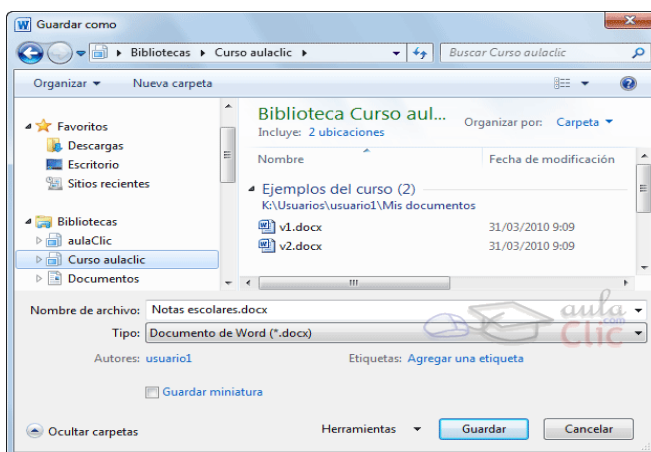 Guardar como
Bibliotecas Curso aulaclic
Buscar Curso aulaclic
Organizar Nueva carpeta
Favoritos
Descargas
Escritorio
Sitios recientes
Bibliotecas
aulaClic
Curso aulaclic
Documentos
Biblioteca Curso aul...
Incluye: 2 ubicaciones
Organizar por: Carpeta
Nombre Fecha de modificación
Ejemplos del curso (2)
K:\Usuarios\usuario1\Mis documentos
v1.docx 31/03/2010 9:09
v2.docx 31/03/2010 9:09
Nombre de archivo: Notas escolares.docx
Tipo: Documento de Word (*.docx)
aula
.com
Clic
Autores: usuario1 Etiquetas: Agregar una etiqueta
Guardar miniatura
Ocultar carpetas Herramientas Guardar Cancelar